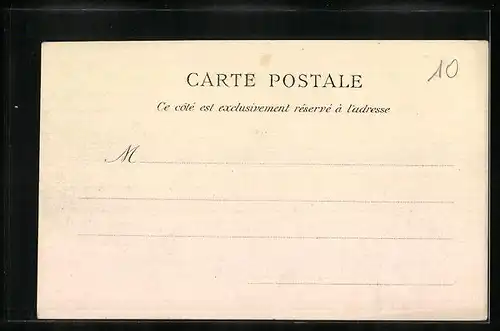 CARTE POSTALE
10
Ce côté est exclusivement réservé à l'adresse
M